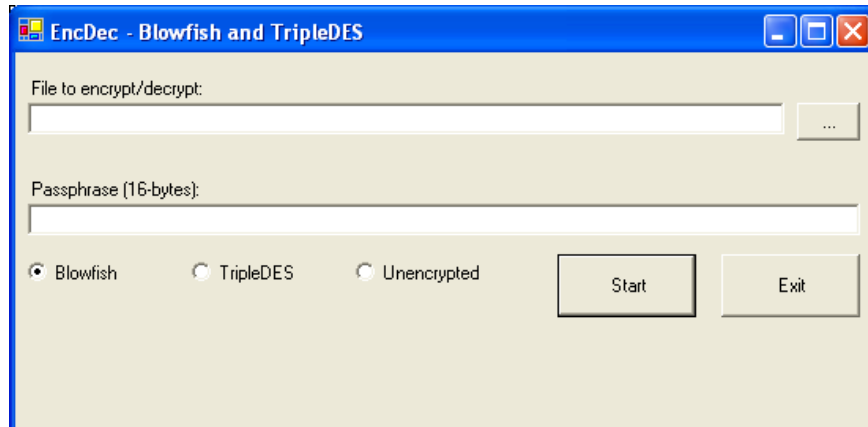 EncDec - Blowfish and TripleDES
File to encrypt/decrypt:
...
Passphrase (16-bytes):
Blowfish TripleDES Unencrypted Start Exit